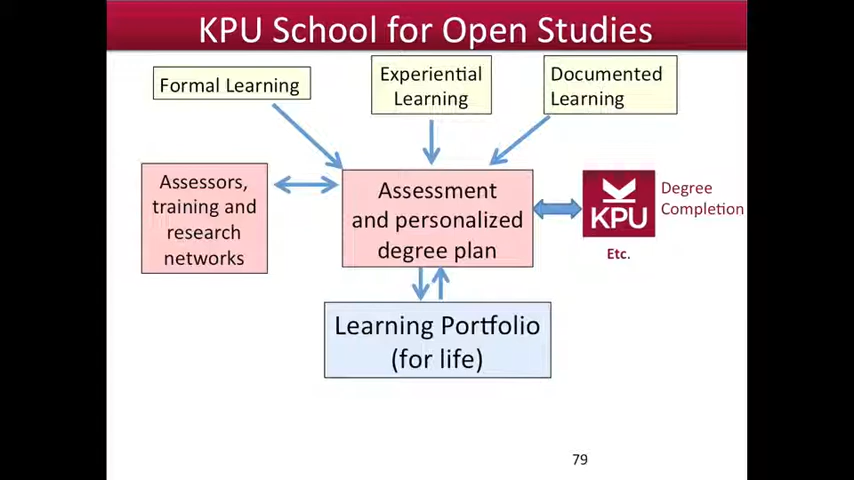 KPU School for Open Studies
Formal Learning
Experiential
Learning
Documented
Learning
Assessors,
training and
research
networks
Assessment
and personalized
degree plan
KPU
Degree
Completion
Etc.
Learning Portfolio
(for life)
79